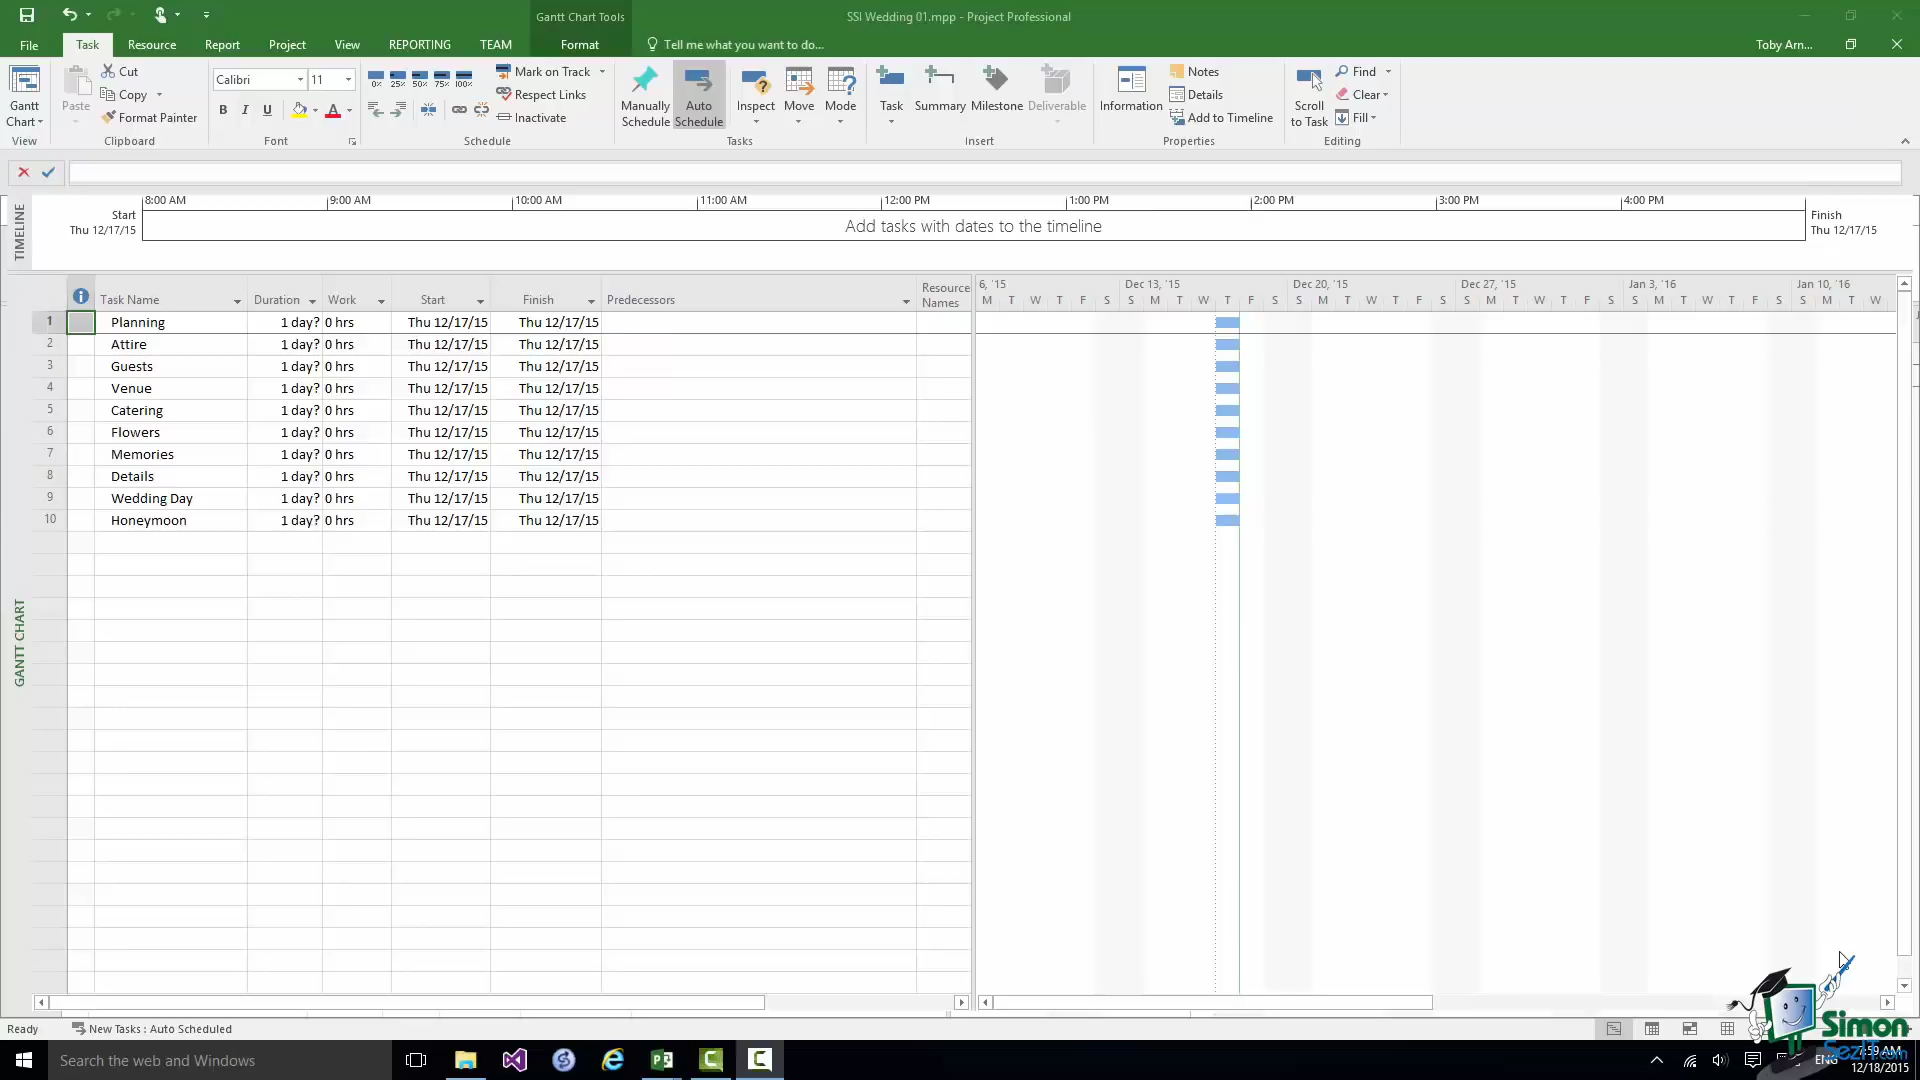 Gantt Chart Tools
SSI Wedding 01.mpp - Project Professional
File Task Resource Report Project View REPORTING TEAM Format Tell me what you want to do... Toby Arn...
Gantt Chart
View
Paste
Cut
Copy
Format Painter
Clipboard
Calibri 11
B I U A
Font
0% 25% 50% 75% 100%
Mark on Track
Respect Links
Inactivate
Schedule
Manually Schedule
Auto Schedule
Inspect
Move
Mode
Tasks
Task
Summary
Milestone
Deliverable
Insert
Information
Notes
Details
Add to Timeline
Properties
Scroll to Task
Find
Clear
Fill
Editing
TIMELINE
8:00 AM 9:00 AM 10:00 AM 11:00 AM 12:00 PM 1:00 PM 2:00 PM 3:00 PM 4:00 PM
Start
Thu 12/17/15
Add tasks with dates to the timeline
Finish
Thu 12/17/15
GANTT CHART
Task Name Duration Work Start Finish Predecessors Resource Names
6, '15 Dec 13, '15 Dec 20, '15 Dec 27, '15 Jan 3, '16 Jan 10, '16
M T W T F S S M T W T F S S M T W T F S S M T W T F S S M T W T F S S M T W
1 Planning 1 day? 0 hrs Thu 12/17/15 Thu 12/17/15
2 Attire 1 day? 0 hrs Thu 12/17/15 Thu 12/17/15
3 Guests 1 day? 0 hrs Thu 12/17/15 Thu 12/17/15
4 Venue 1 day? 0 hrs Thu 12/17/15 Thu 12/17/15
5 Catering 1 day? 0 hrs Thu 12/17/15 Thu 12/17/15
6 Flowers 1 day? 0 hrs Thu 12/17/15 Thu 12/17/15
7 Memories 1 day? 0 hrs Thu 12/17/15 Thu 12/17/15
8 Details 1 day? 0 hrs Thu 12/17/15 Thu 12/17/15
9 Wedding Day 1 day? 0 hrs Thu 12/17/15 Thu 12/17/15
10 Honeymoon 1 day? 0 hrs Thu 12/17/15 Thu 12/17/15
Ready New Tasks : Auto Scheduled
Simon
SezIT.com
Search the web and Windows
ENG
7:59 AM
12/18/2015